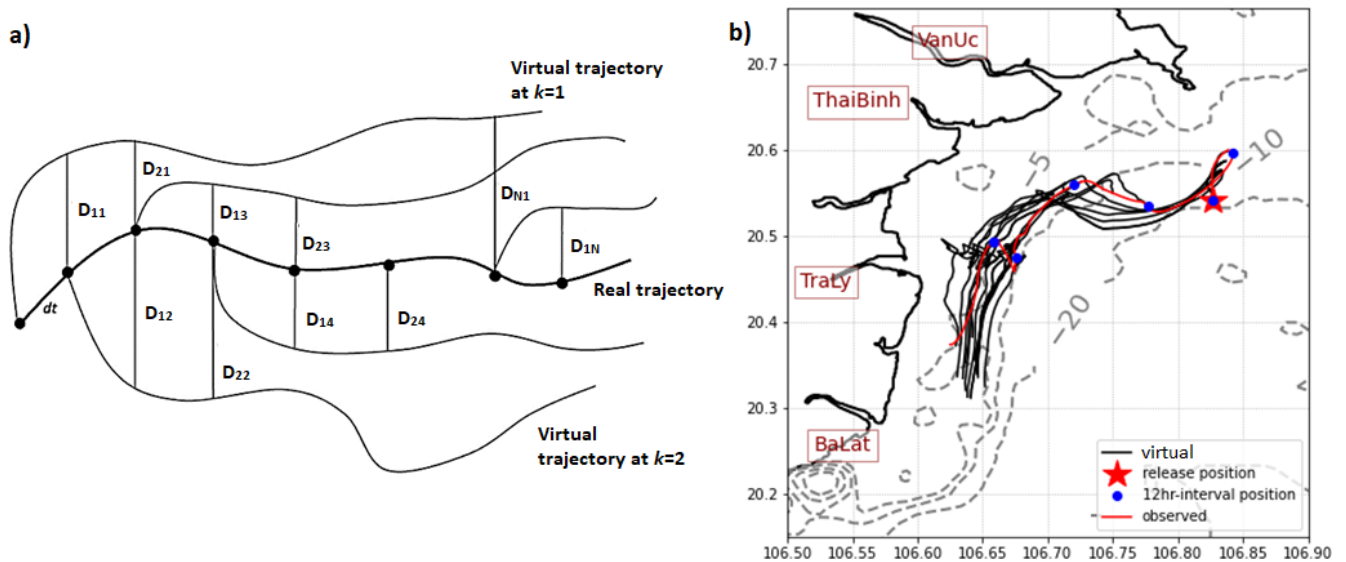 a)
Virtual trajectory
at k=1
D21
D11
D13
DN1
D23
D1N
dt
Real trajectory
D12
D14
D24
D22
Virtual
trajectory at k=2
b)
VanUc
ThaiBinh
TraLy
BaLat
−5
−10
−20
20.7
20.6
20.5
20.4
20.3
20.2
virtual
release position
12hr-interval position
observed
106.50 106.55 106.60 106.65 106.70 106.75 106.80 106.85 106.90